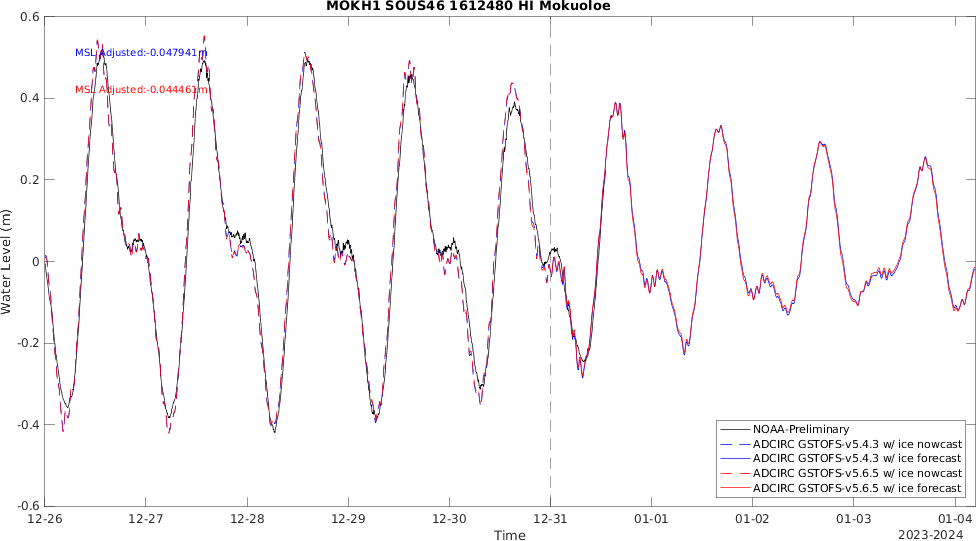 MOKH1 SOUS46 1612480 HI Mokuoloe
0.6
MSL Adjusted:-0.047941m
MSL Adjusted:-0.044461m
0.4
0.2
0
-0.2
-0.4
-0.6
Water Level (m)
NOAA-Preliminary
ADCIRC GSTOFS-v5.4.3 w/ ice nowcast
ADCIRC GSTOFS-v5.4.3 w/ ice forecast
ADCIRC GSTOFS-v5.6.5 w/ ice nowcast
ADCIRC GSTOFS-v5.6.5 w/ ice forecast
12-26 12-27 12-28 12-29 12-30 12-31 01-01 01-02 01-03 01-04
Time
2023-2024